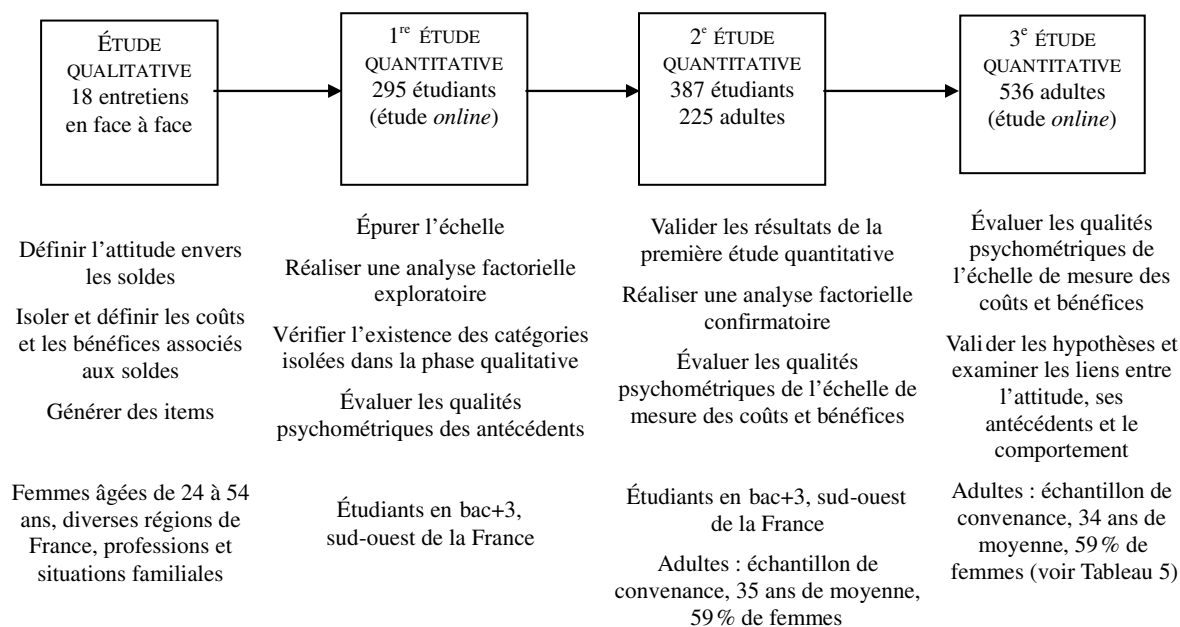 ÉTUDE
QUALITATIVE
18 entretiens
en face à face
1re ÉTUDE
QUANTITATIVE
295 étudiants
(étude online)
2e ÉTUDE
QUANTITATIVE
387 étudiants
225 adultes
3e ÉTUDE
QUANTITATIVE
536 adultes
(étude online)
Définir l'attitude envers
les soldes
Isoler et définir les coûts
et les bénéfices associés
aux soldes
Générer des items
Épurer l'échelle
Réaliser une analyse factorielle
exploratoire
Vérifier l'existence des catégories
isolées dans la phase qualitative
Évaluer les qualités
psychométriques des antécédents
Valider les résultats de la
première étude quantitative
Réaliser une analyse factorielle
confirmatoire
Évaluer les qualités
psychométriques de l'échelle de
mesure des coûts et bénéfices
Évaluer les qualités
psychométriques de
l'échelle de mesure des
coûts et bénéfices
Valider les hypothèses et
examiner les liens entre
l'attitude, ses
antécédents et le
comportement
Femmes âgées de 24 à 54
ans, diverses régions de
France, professions et
situations familiales
Étudiants en bac+3,
sud-ouest de la France
Étudiants en bac+3, sud-ouest
de la France
Adultes : échantillon de
convenance, 35 ans de moyenne,
59 % de femmes
Adultes : échantillon de
convenance, 34 ans de
moyenne, 59 % de
femmes (voir Tableau 5)